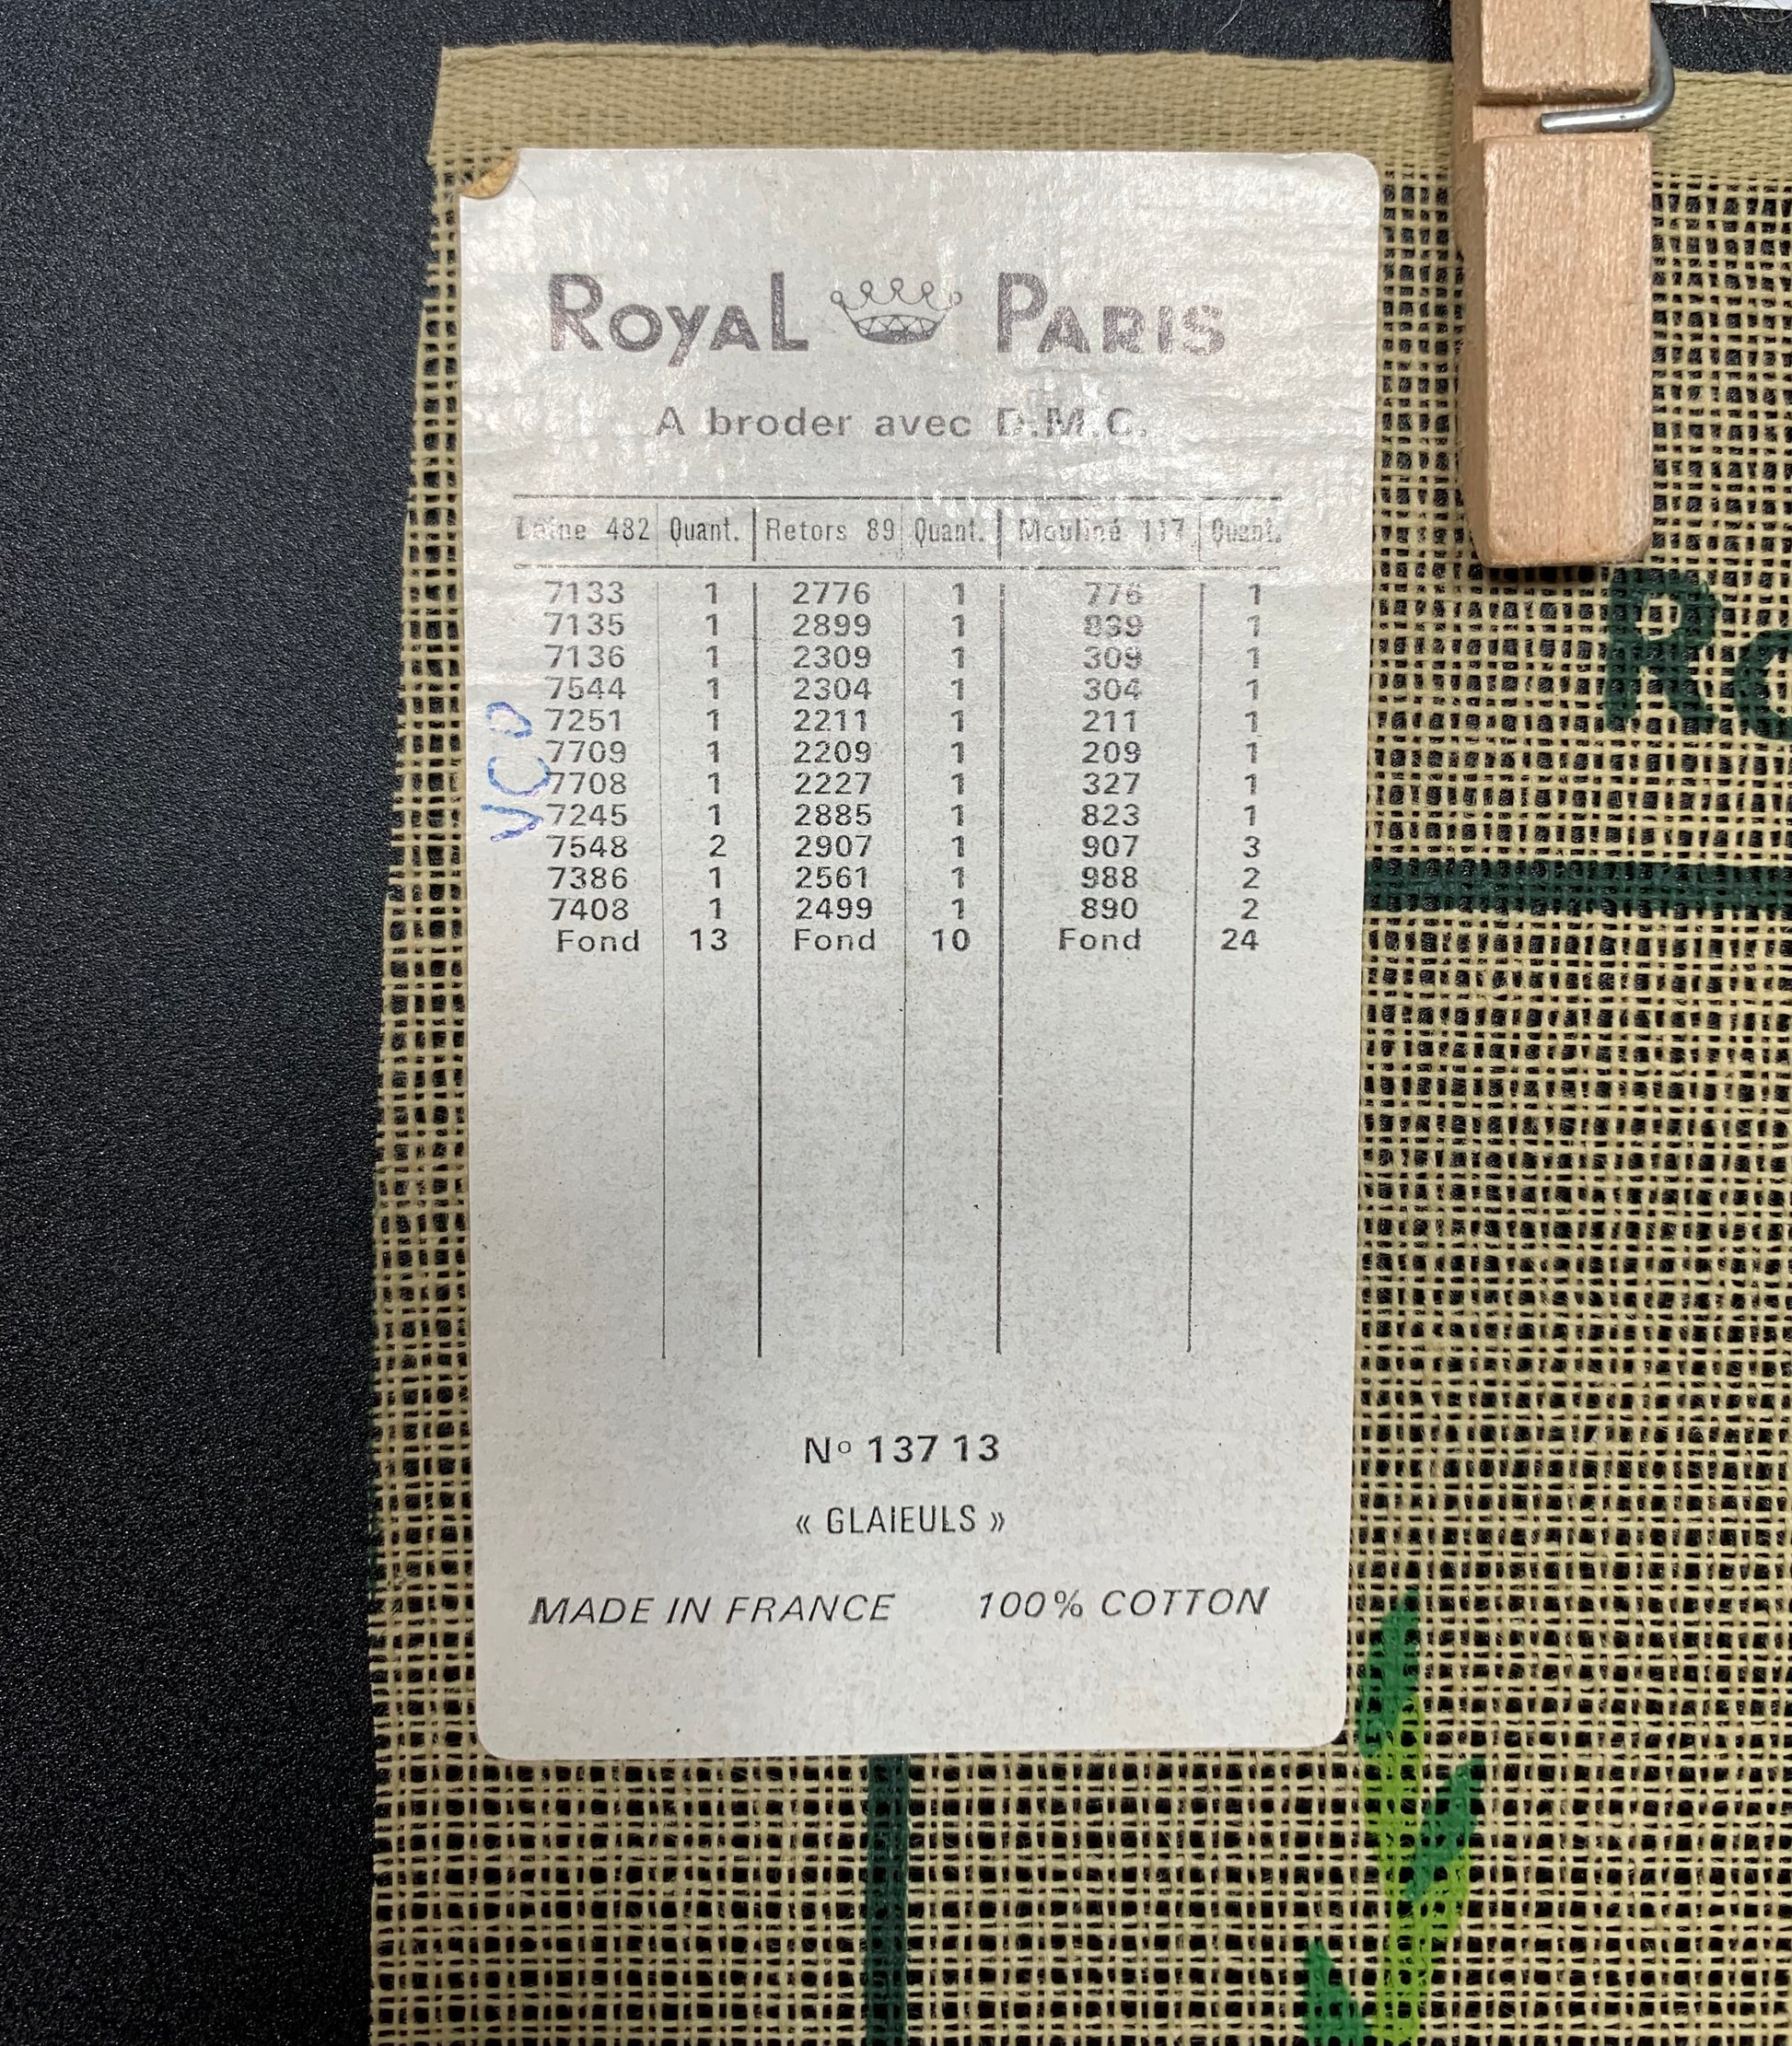 ROYAL PARIS
A broder avec D.M.C.
Laine 482 Quant. Retors 89 Quant. Mouliné 117 Quant.
7133 1 2776 1 776 1
7135 1 2899 1 839 1
7136 1 2309 1 309 1
7544 1 2304 1 304 1
7251 1 2211 1 211 1
7709 1 2209 1 209 1
7708 1 2227 1 327 1
7245 1 2885 1 823 1
7548 2 2907 1 907 3
7386 1 2561 1 988 2
7408 1 2499 1 890 2
Fond 13 Fond 10 Fond 24
Nº 137 13
« GLAIEULS »
MADE IN FRANCE 100% COTTON
VCD
Ro